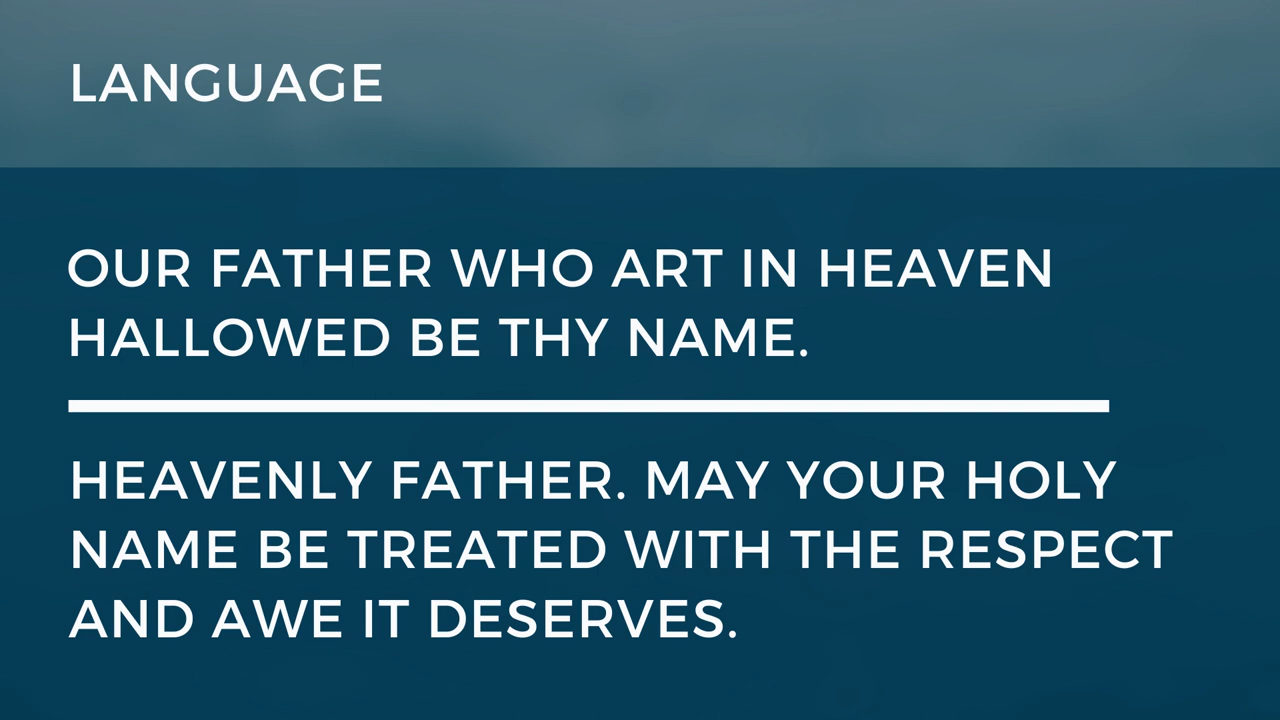 LANGUAGE
OUR FATHER WHO ART IN HEAVEN
HALLOWED BE THY NAME.
HEAVENLY FATHER. MAY YOUR HOLY
NAME BE TREATED WITH THE RESPECT
AND AWE IT DESERVES.